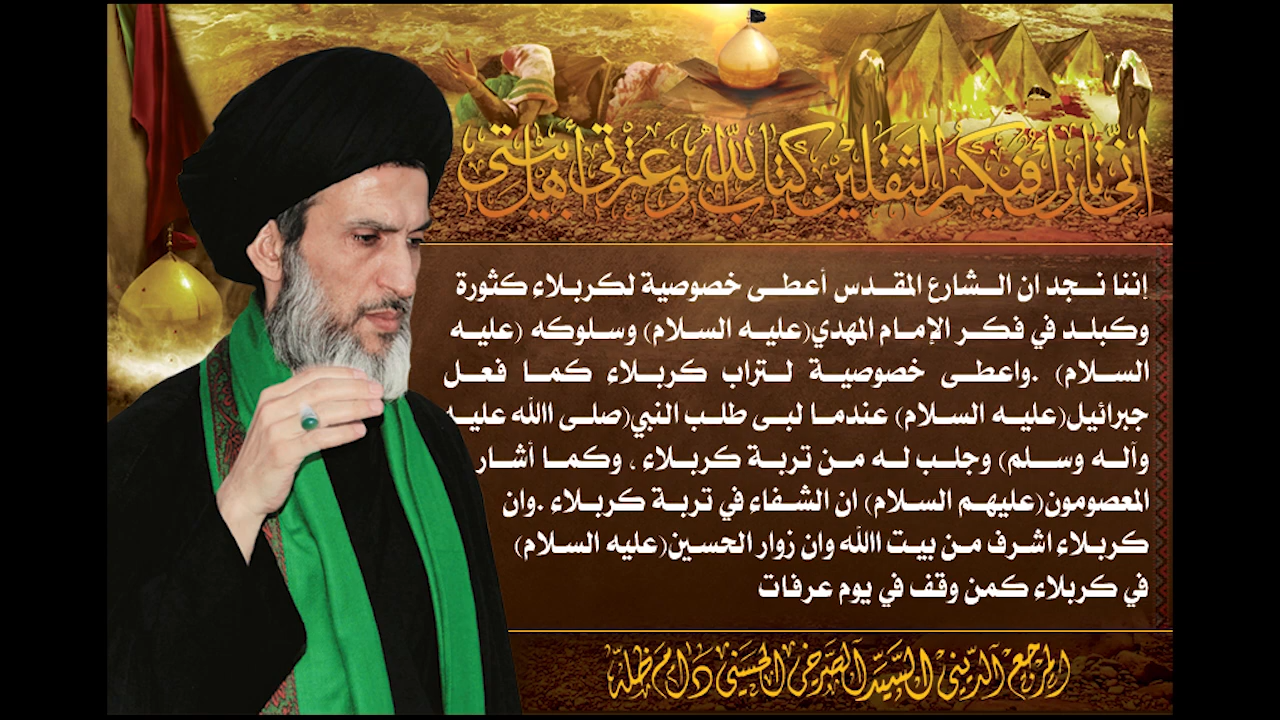 إني تارك فيكم الثقلين كتاب الله وعترتي أهل بيتي
إننا نجد ان الشارع المقدس أعطى خصوصية لكربلاء كثورة
وكبلد في فكر الإمام المهدي(عليه السلام) وسلوكه (عليه
السلام) .واعطى خصوصية لتراب كربلاء كما فعل
جبرائيل(عليه السلام) عندما لبى طلب النبي(صلى الله عليه
وآله وسلم) وجلب له من تربة كربلاء ، وكما أشار
المعصومون(عليهم السلام) ان الشفاء في تربة كربلاء .وان
كربلاء اشرف من بيت الله وان زوار الحسين(عليه السلام)
في كربلاء كمن وقف في يوم عرفات
المرجع الديني السيد الصرخي الحسني دام ظله